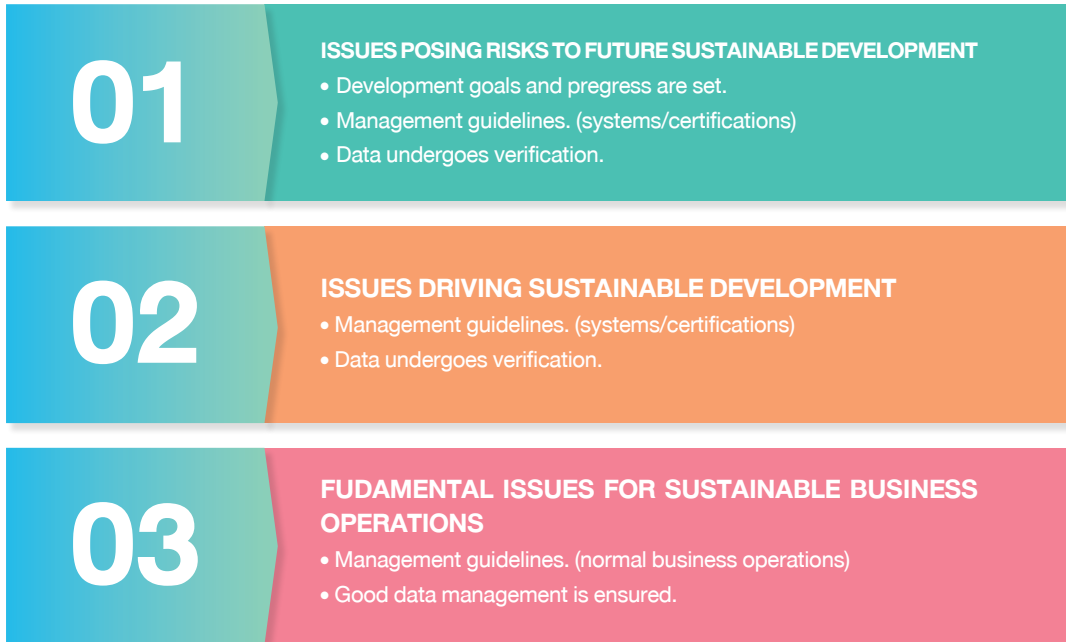 01
ISSUES POSING RISKS TO FUTURE SUSTAINABLE DEVELOPMENT
• Development goals and pregress are set.
• Management guidelines. (systems/certifications)
• Data undergoes verification.
02
ISSUES DRIVING SUSTAINABLE DEVELOPMENT
• Management guidelines. (systems/certifications)
• Data undergoes verification.
03
FUDAMENTAL ISSUES FOR SUSTAINABLE BUSINESS
OPERATIONS
• Management guidelines. (normal business operations)
• Good data management is ensured.